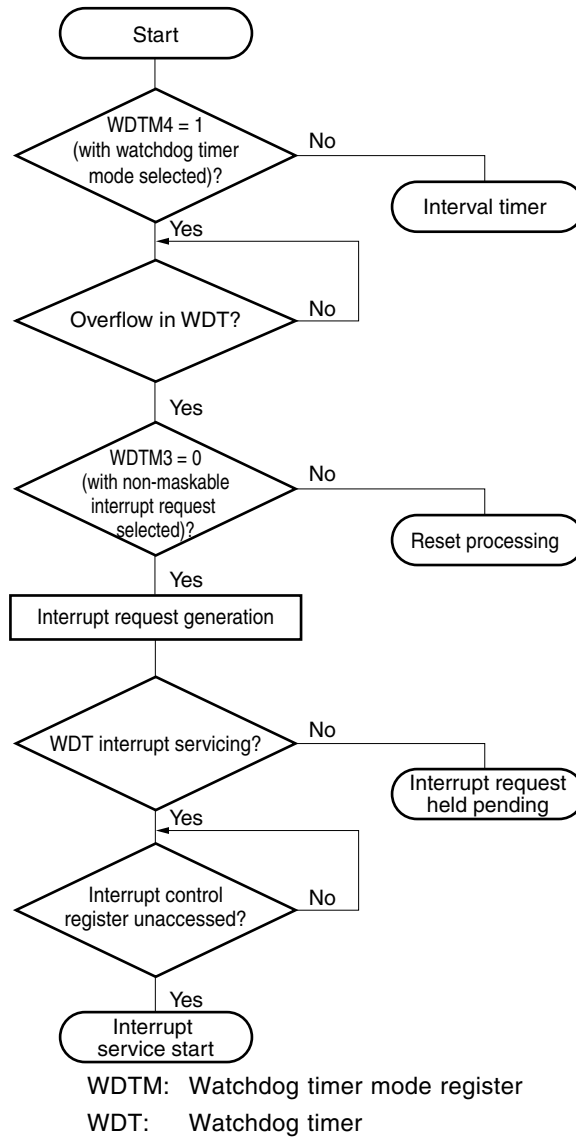 Start
WDTM4 = 1
(with watchdog timer
mode selected)?
No
Interval timer
Yes
Overflow in WDT?
No
Yes
WDTM3 = 0
(with non-maskable
interrupt request
selected)?
No
Reset processing
Yes
Interrupt request generation
WDT interrupt servicing?
No
Interrupt request
held pending
Yes
Interrupt control
register unaccessed?
No
Yes
Interrupt
service start
WDTM: Watchdog timer mode register
WDT: Watchdog timer